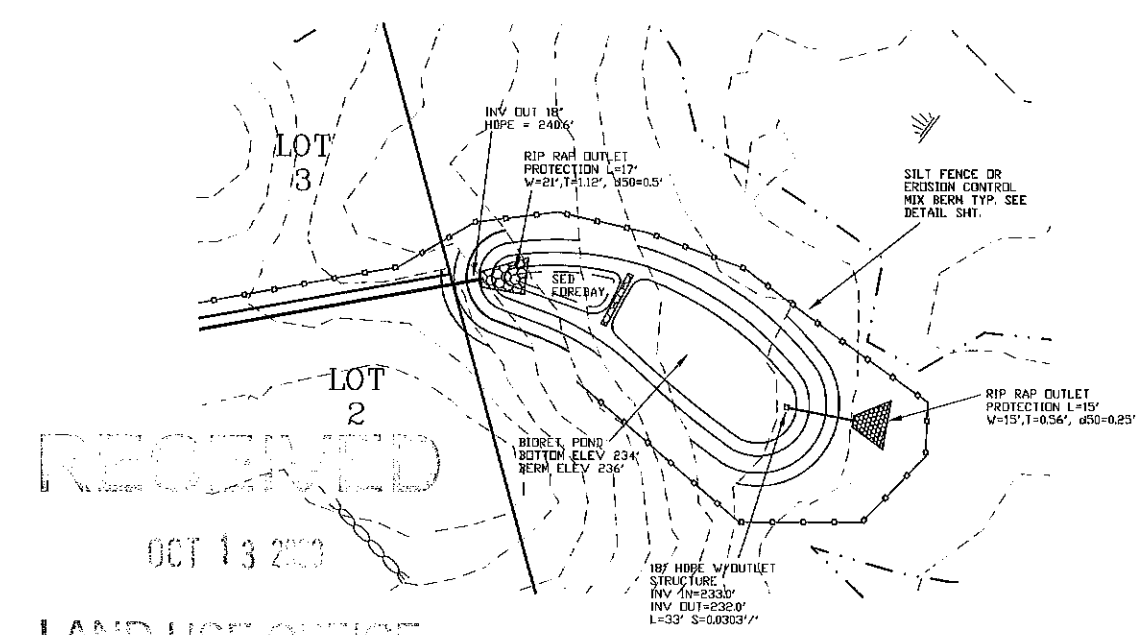 INV OUT 18"
HDPE = 240.6'
LOT
3
RIP RAP OUTLET
PROTECTION L=17'
W=21',T=1.12', d50=0.5'
SILT FENCE OR
EROSION CONTROL
MIX BERM TYP. SEE
DETAIL SHT.
SED
FOREBAY
LOT
2
RIP RAP OUTLET
PROTECTION L=15'
W=15',T=0.56', d50=0.25'
BIORET. POND
BOTTOM ELEV 234'
BERM ELEV 236'
RECEIVED
OCT 13
18" HDPE W/OUTLET
STRUCTURE
INV IN=233.0'
INV OUT=232.0'
L=33' S=0.0303'/'
LAND USE OFFICE